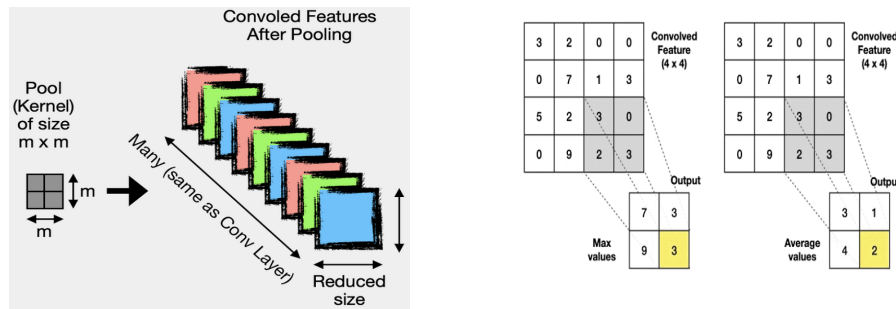 Convoled Features
After Pooling
Pool
(Kernel)
of size
m x m
m
m
Many (same as Conv Layer)
Reduced
size
3 2 0 0
0 7 1 3
5 2 3 0
0 9 2 3
Convolved
Feature
(4 x 4)
Output
7 3
9 3
Max
values
3 2 0 0
0 7 1 3
5 2 3 0
0 9 2 3
Convolved
Feature
(4 x 4)
Output
3 1
4 2
Average
values